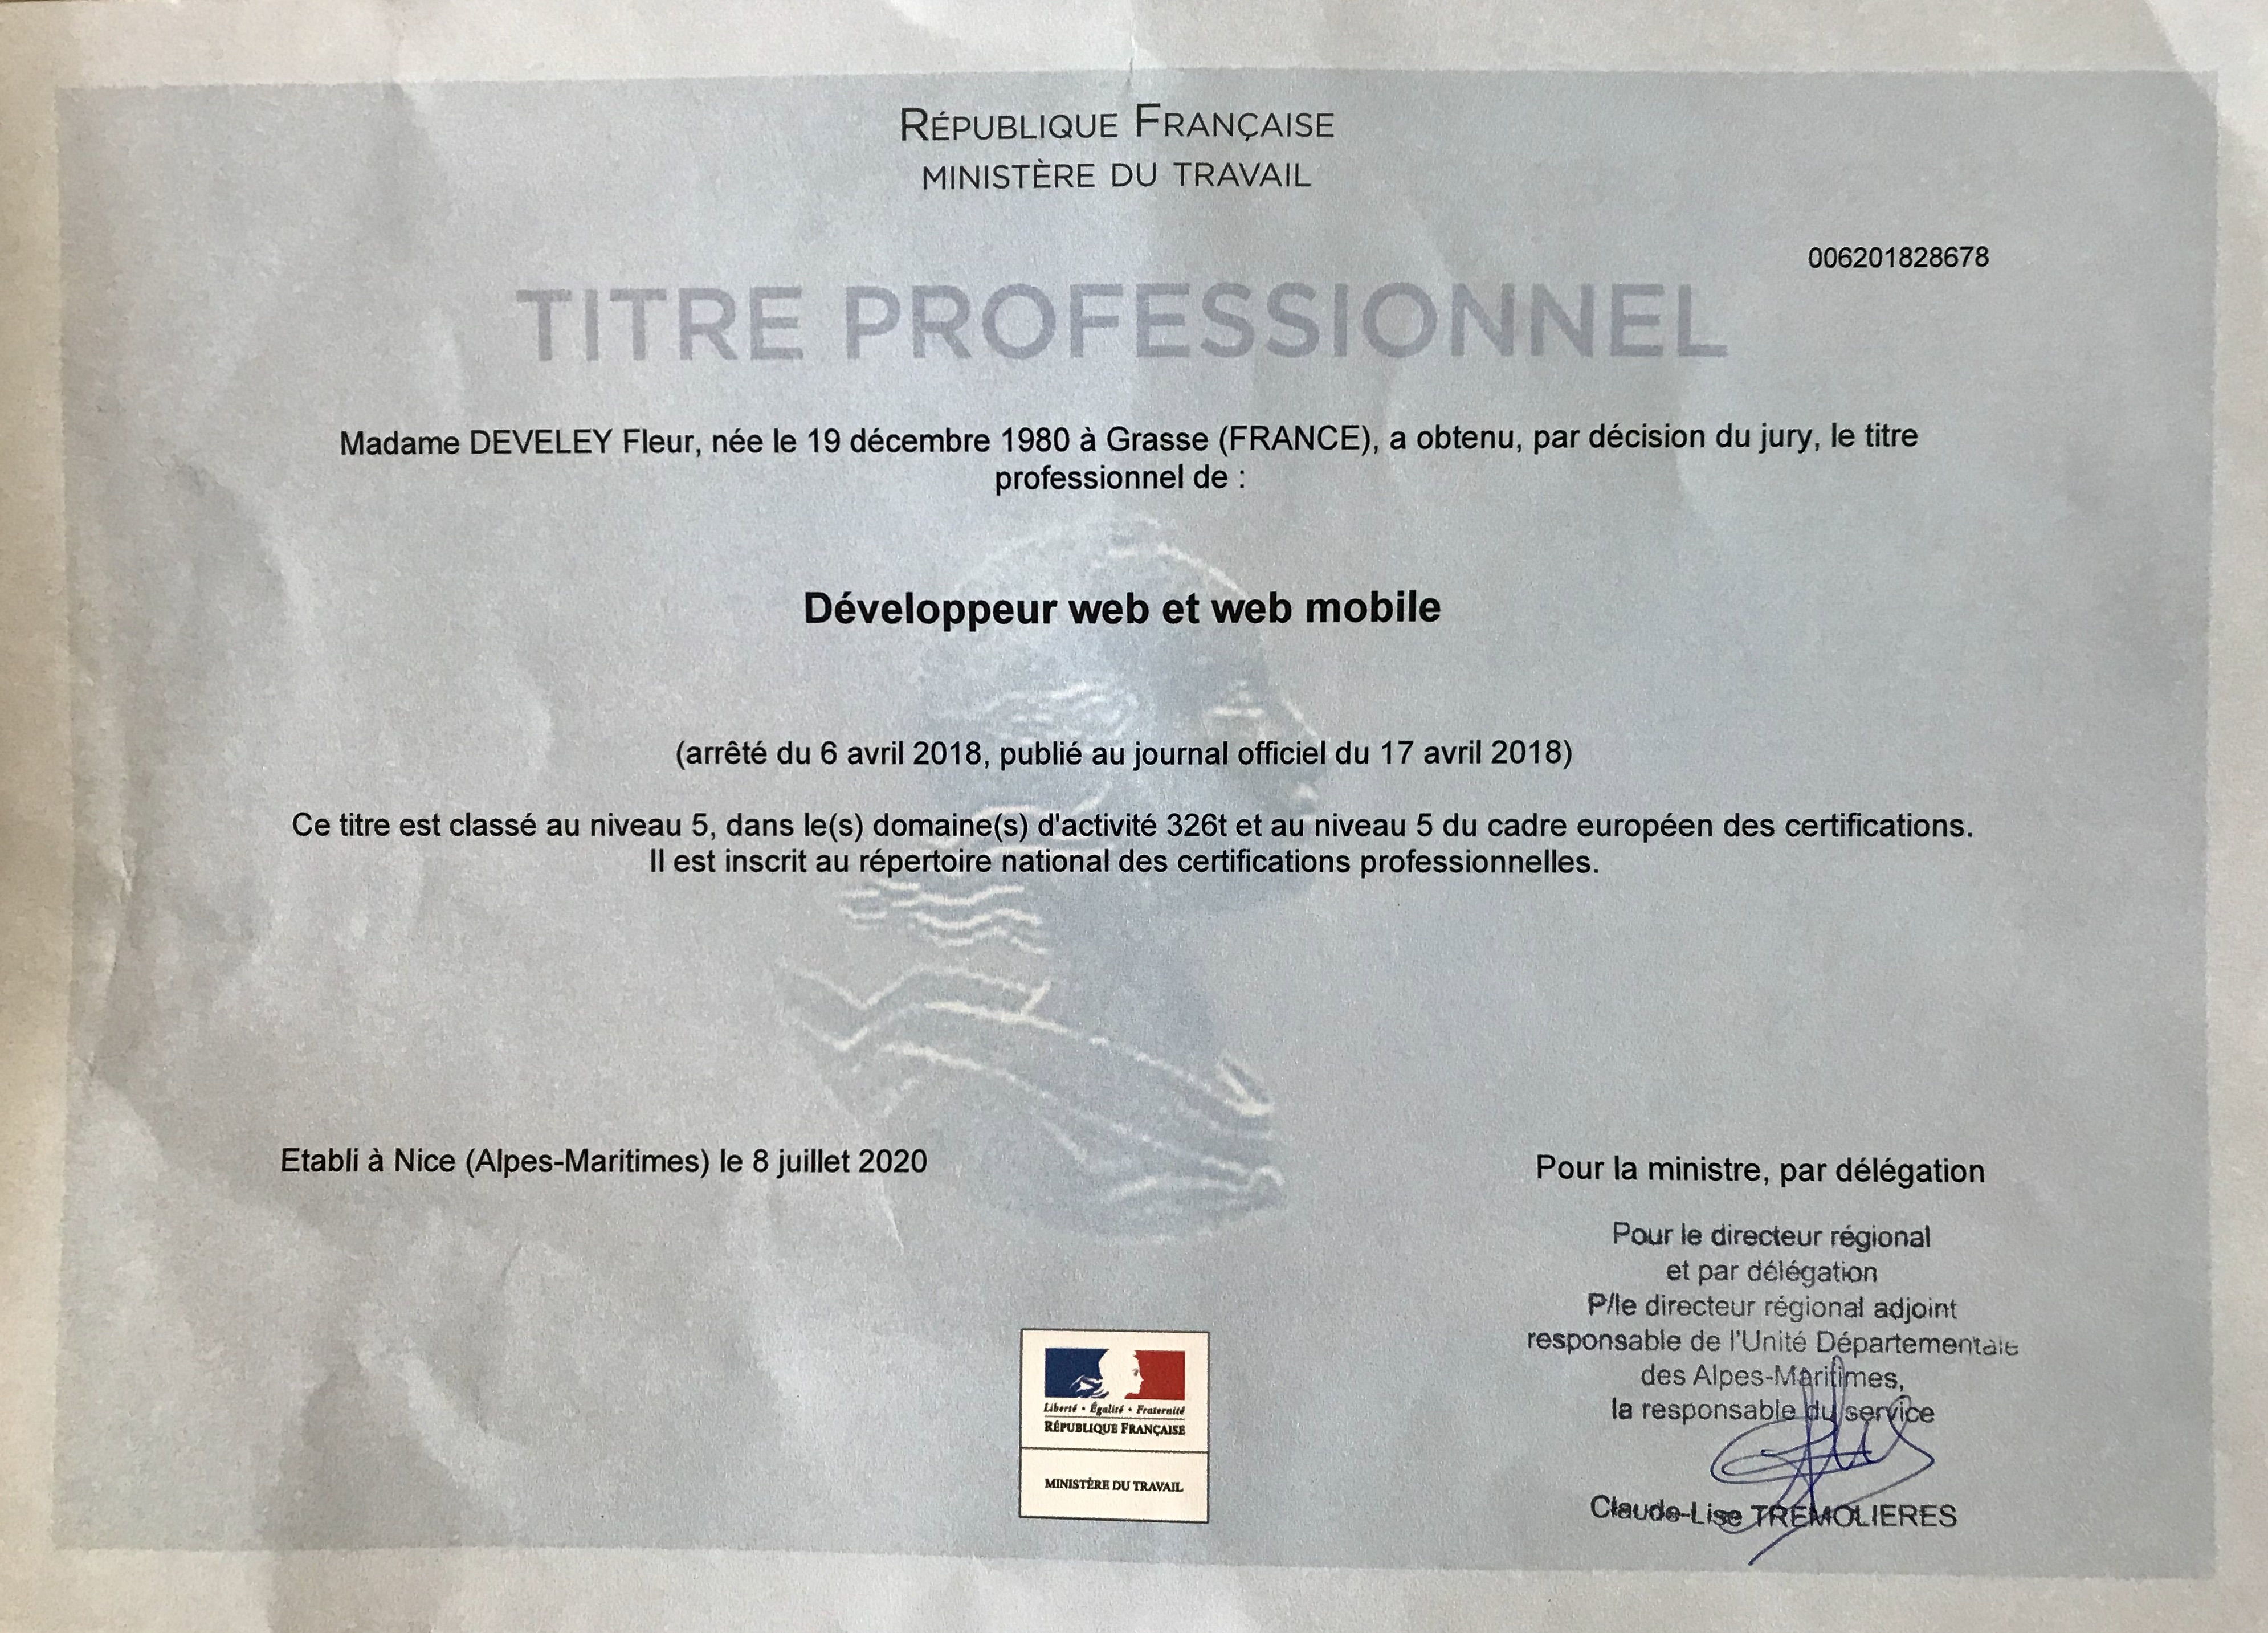 RÉPUBLIQUE FRANÇAISE
MINISTÈRE DU TRAVAIL
006201828678
TITRE PROFESSIONNEL
Madame DEVELEY Fleur, née le 19 décembre 1980 à Grasse (FRANCE), a obtenu, par décision du jury, le titre
professionnel de :
Développeur web et web mobile
(arrêté du 6 avril 2018, publié au journal officiel du 17 avril 2018)
Ce titre est classé au niveau 5, dans le(s) domaine(s) d'activité 326t et au niveau 5 du cadre européen des certifications.
Il est inscrit au répertoire national des certifications professionnelles.
Etabli à Nice (Alpes-Maritimes) le 8 juillet 2020
Pour la ministre, par délégation
Pour le directeur régional
et par délégation
P/le directeur régional adjoint
responsable de l'Unité Départementale
des Alpes-Maritimes,
la responsable du service
Claude-Lise TREMOLIERES
Liberté • Égalité • Fraternité
RÉPUBLIQUE FRANÇAISE
MINISTÈRE DU TRAVAIL